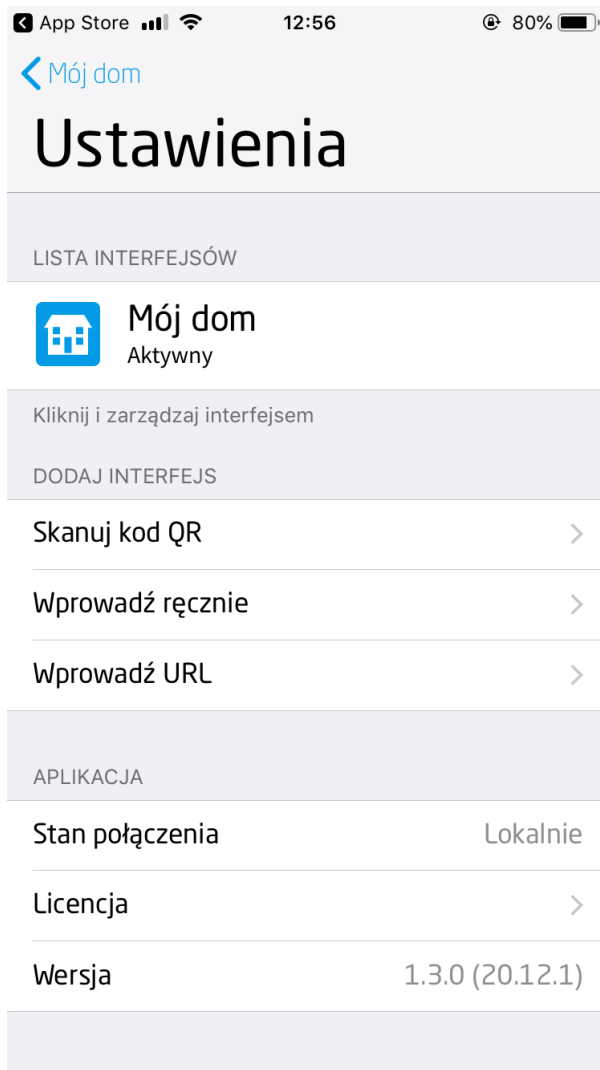 App Store 12:56 80%
Mój dom
Ustawienia
LISTA INTERFEJSÓW
Mój dom
Aktywny
Kliknij i zarządzaj interfejsem
DODAJ INTERFEJS
Skanuj kod QR
Wprowadź ręcznie
Wprowadź URL
APLIKACJA
Stan połączenia Lokalnie
Licencja
Wersja 1.3.0 (20.12.1)